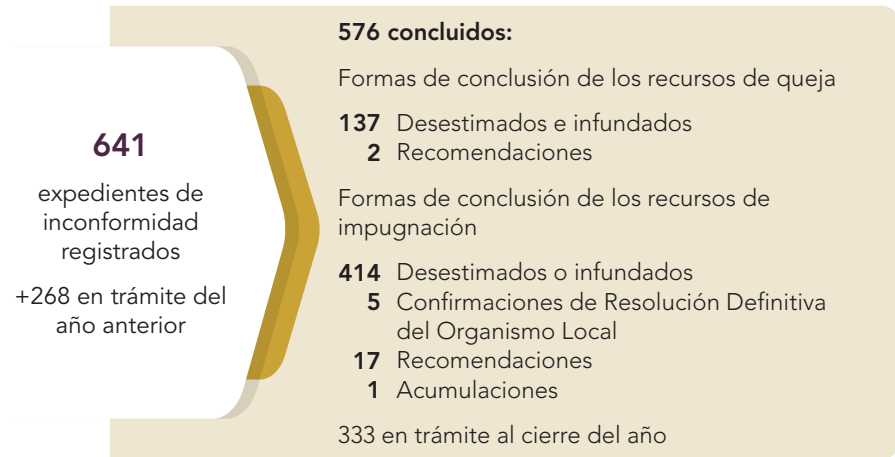 641
expedientes de
inconformidad
registrados
+268 en trámite del
año anterior
576 concluidos:
Formas de conclusión de los recursos de queja
137 Desestimados e infundados
2 Recomendaciones
Formas de conclusión de los recursos de
impugnación
414 Desestimados o infundados
5 Confirmaciones de Resolución Definitiva
del Organismo Local
17 Recomendaciones
1 Acumulaciones
333 en trámite al cierre del año